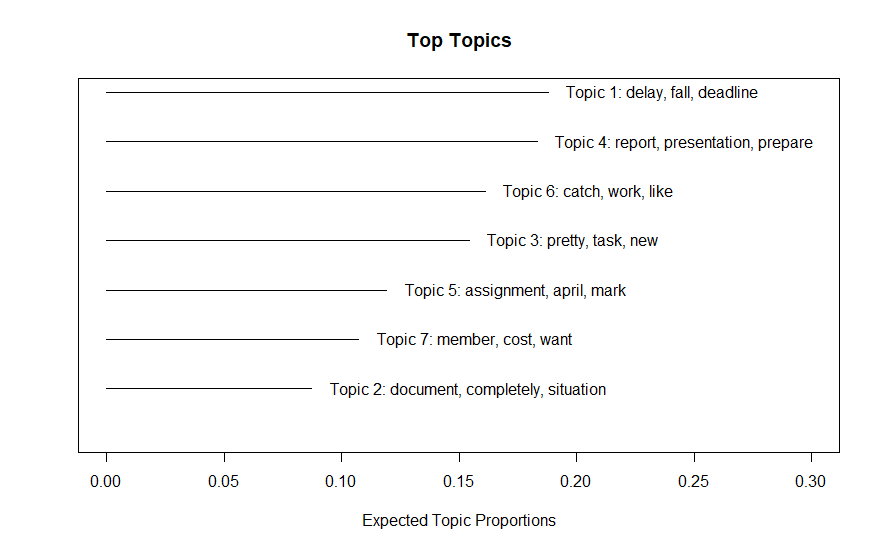 Top Topics
Topic 1: delay, fall, deadline
Topic 4: report, presentation, prepare
Topic 6: catch, work, like
Topic 3: pretty, task, new
Topic 5: assignment, april, mark
Topic 7: member, cost, want
Topic 2: document, completely, situation
0.00 0.05 0.10 0.15 0.20 0.25 0.30
Expected Topic Proportions